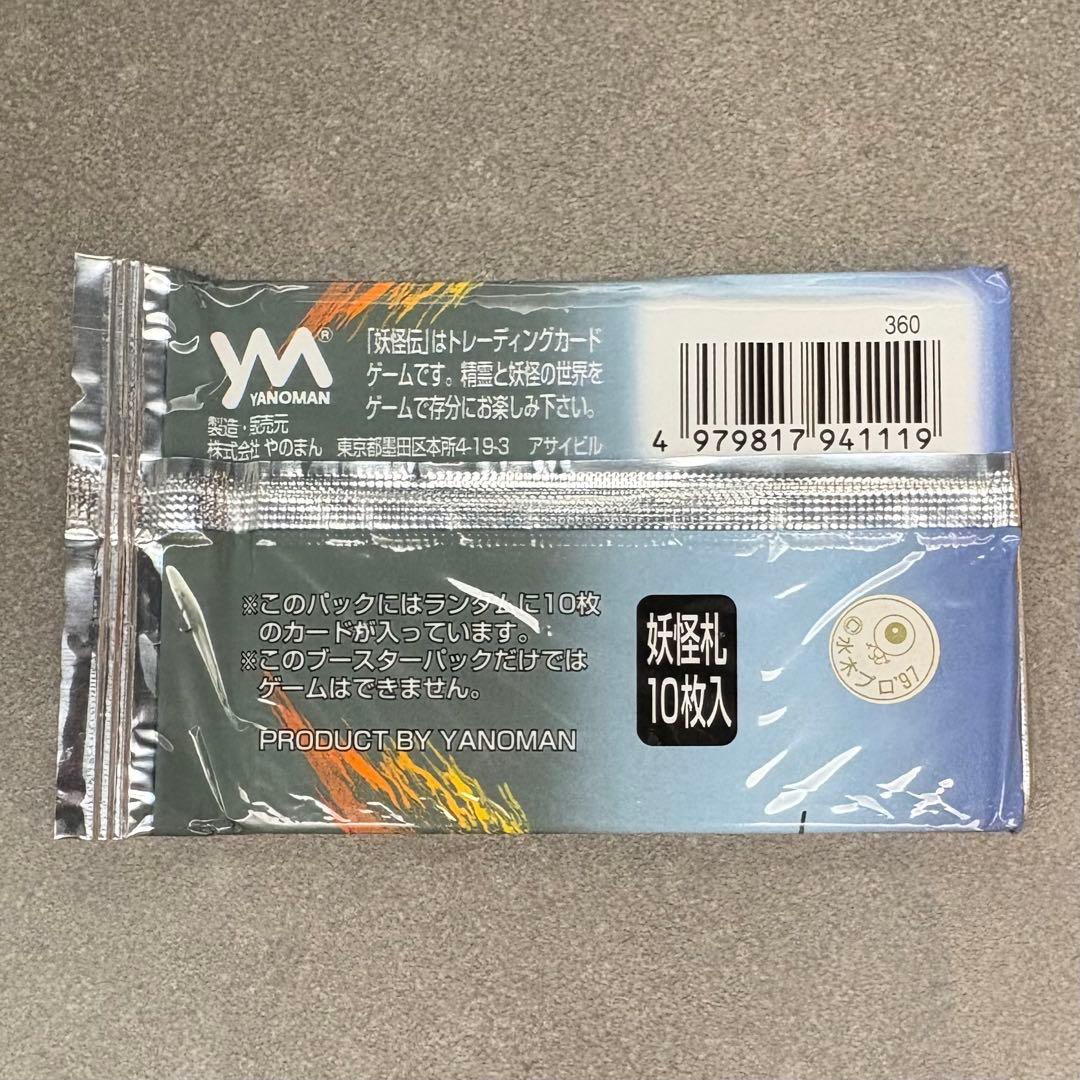 YM®
YANOMAN
製造・発売元
株式会社 やのまん 東京都墨田区本所4-19-3 アサイビル
「妖怪伝」はトレーディングカード
ゲームです。精霊と妖怪の世界を
ゲームで存分にお楽しみ下さい。
360
4 979817 941119
※このパックにはランダムに10枚
のカードが入っています。
※このブースターパックだけでは
ゲームはできません。
PRODUCT BY YANOMAN
妖怪札
10枚入
©水木プロ'97